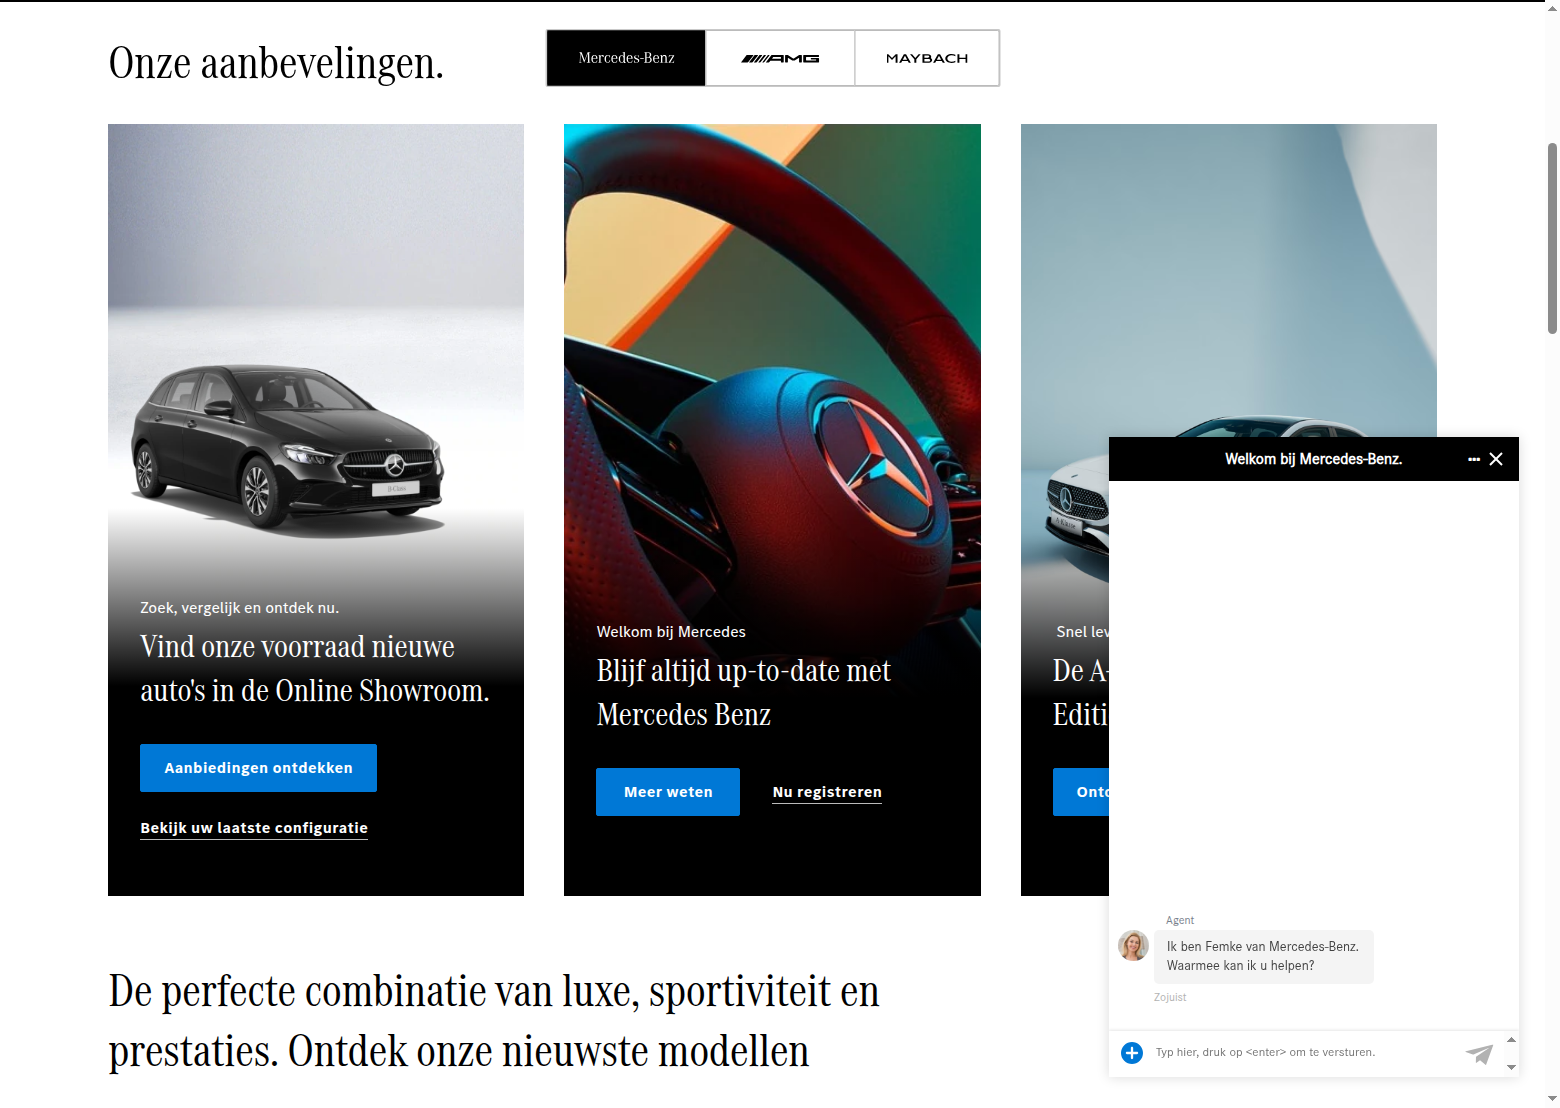 Onze aanbevelingen.
Mercedes-Benz
AMG
MAYBACH
Zoek, vergelijk en ontdek nu.
Vind onze voorraad nieuwe
auto's in de Online Showroom.
Aanbiedingen ontdekken
Bekijk uw laatste configuratie
Welkom bij Mercedes
Blijf altijd up-to-date met
Mercedes Benz
Meer weten
Nu registreren
Snel lev
De A-
Editi
Ontd
Welkom bij Mercedes-Benz.
Agent
Ik ben Femke van Mercedes-Benz.
Waarmee kan ik u helpen?
Zojuist
Typ hier, druk op <enter> om te versturen.
De perfecte combinatie van luxe, sportiviteit en
prestaties. Ontdek onze nieuwste modellen